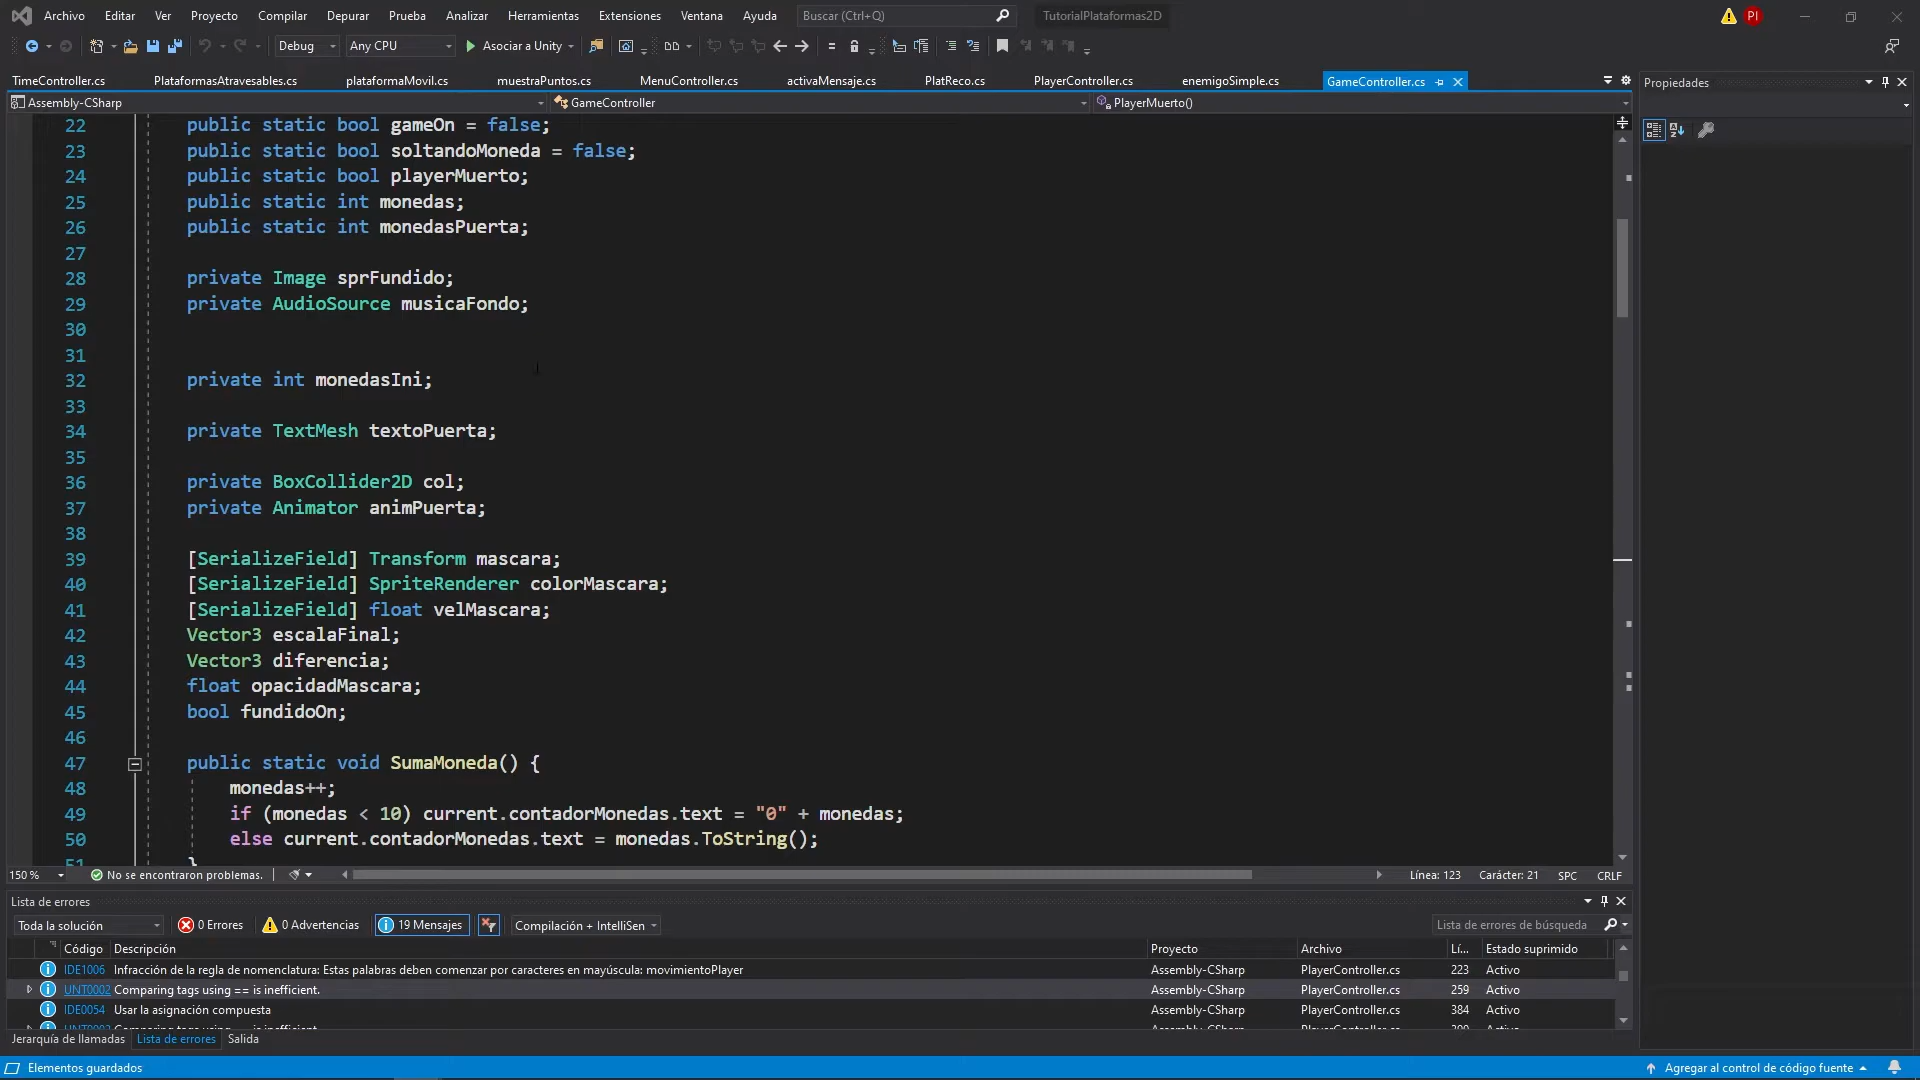 Archivo Editar Ver Proyecto Compilar Depurar Prueba Analizar Herramientas Extensiones Ventana Ayuda Buscar (Ctrl+Q) TutorialPlataformas2D PI
Debug Any CPU Asociar a Unity
TimeController.cs PlataformasAtravesables.cs plataformaMovil.cs muestraPuntos.cs MenuController.cs activaMensaje.cs PlatReco.cs PlayerController.cs enemigoSimple.cs GameController.cs Propiedades
Assembly-CSharp GameController PlayerMuerto()
22 public static bool gameOn = false;
23 public static bool soltandoMoneda = false;
24 public static bool playerMuerto;
25 public static int monedas;
26 public static int monedasPuerta;
27
28 private Image sprFundido;
29 private AudioSource musicaFondo;
30
31
32 private int monedasIni;
33
34 private TextMesh textoPuerta;
35
36 private BoxCollider2D col;
37 private Animator animPuerta;
38
39 [SerializeField] Transform mascara;
40 [SerializeField] SpriteRenderer colorMascara;
41 [SerializeField] float velMascara;
42 Vector3 escalaFinal;
43 Vector3 diferencia;
44 float opacidadMascara;
45 bool fundidoOn;
46
47 public static void SumaMoneda() {
48 monedas++;
49 if (monedas < 10) current.contadorMonedas.text = "0" + monedas;
50 else current.contadorMonedas.text = monedas.ToString();
51 }
150 % No se encontraron problemas. Línea: 123 Carácter: 21 SPC CRLF
Lista de errores
Toda la solución 0 Errores 0 Advertencias 19 Mensajes Compilación + IntelliSen Lista de errores de búsqueda
Código Descripción Proyecto Archivo Lí... Estado suprimido
IDE1006 Infracción de la regla de nomenclatura: Estas palabras deben comenzar por caracteres en mayúscula: movimientoPlayer Assembly-CSharp PlayerController.cs 223 Activo
UNT0002 Comparing tags using == is inefficient. Assembly-CSharp PlayerController.cs 259 Activo
IDE0054 Usar la asignación compuesta Assembly-CSharp PlayerController.cs 384 Activo
UNT0002 Comparing tags using == is inefficient. Assembly-CSharp PlayerController.cs Activo
Jerarquía de llamadas Lista de errores Salida
Elementos guardados Agregar al control de código fuente